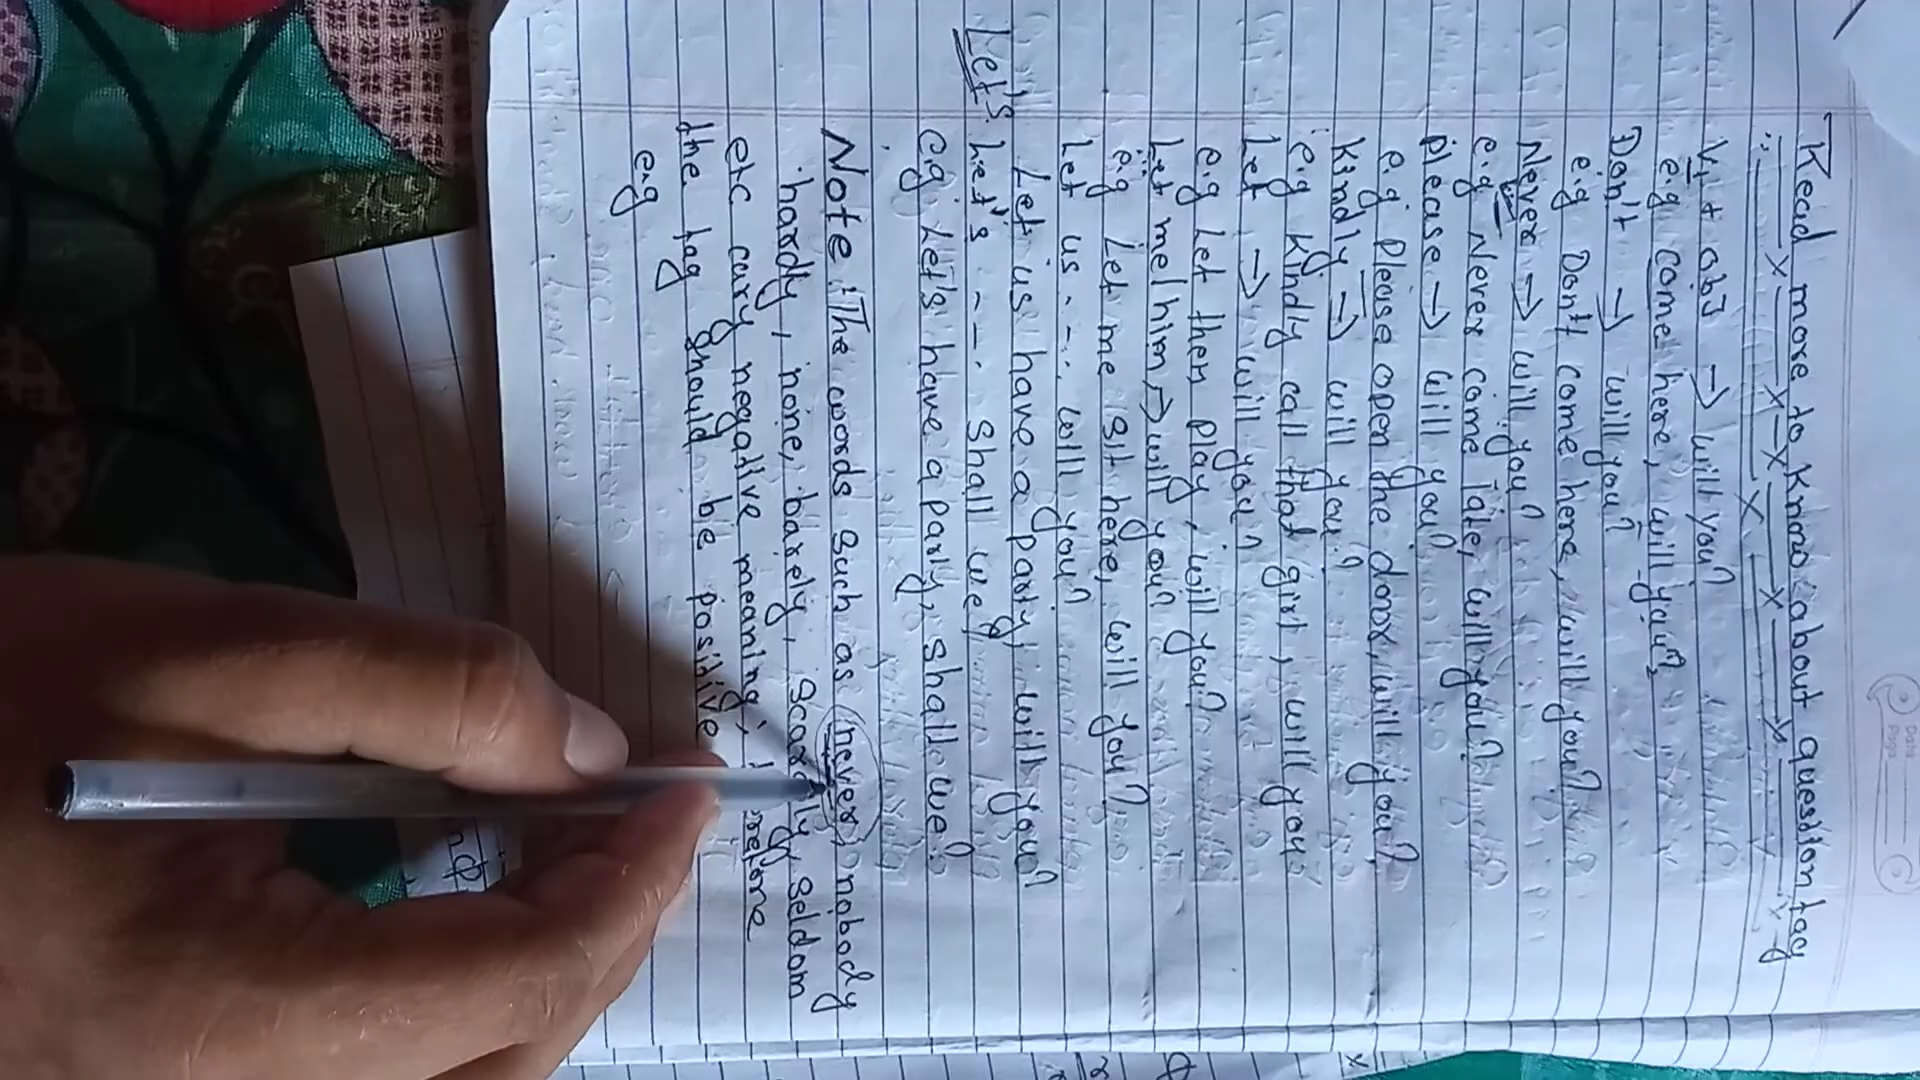 Read more to know about question tag
V1 + obj → will you?
e.g come here, will you?
Don't → will you?
e.g Don't come here, will you?
Never → will you?
e.g Never come late, will you?
please → will you?
e.g please open the door, will you?
kindly → will you?
e.g kindly call that girl, will you
Let → will you?
e.g Let them play, will you?
Let me/him → will you?
e.g Let me sit here, will you?
Let us - - - will you?
Let us have a party, will you?
Let's Let's - - - - shall we?
e.g Let's have a party, shall we?
Note: The words such as never, nobody
hardly, none, barely, scarcely, seldom
etc cary negative meaning,
the tag should be positive
e.g
Date
Page